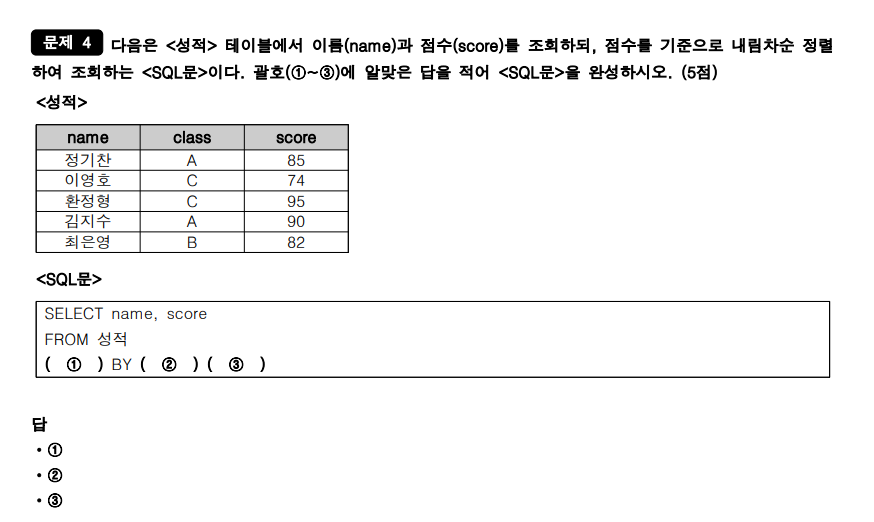 문제 4 다음은 <성적> 테이블에서 이름(name)과 점수(score)를 조회하되, 점수를 기준으로 내림차순 정렬
하여 조회하는 <SQL문>이다. 괄호(①~③)에 알맞은 답을 적어 <SQL문>을 완성하시오. (5점)
<성적>
name class score
정기찬 A 85
이영호 C 74
환정형 C 95
김지수 A 90
최은영 B 82
<SQL문>
SELECT name, score
FROM 성적
( ① ) BY ( ② ) ( ③ )
답
• ①
• ②
• ③